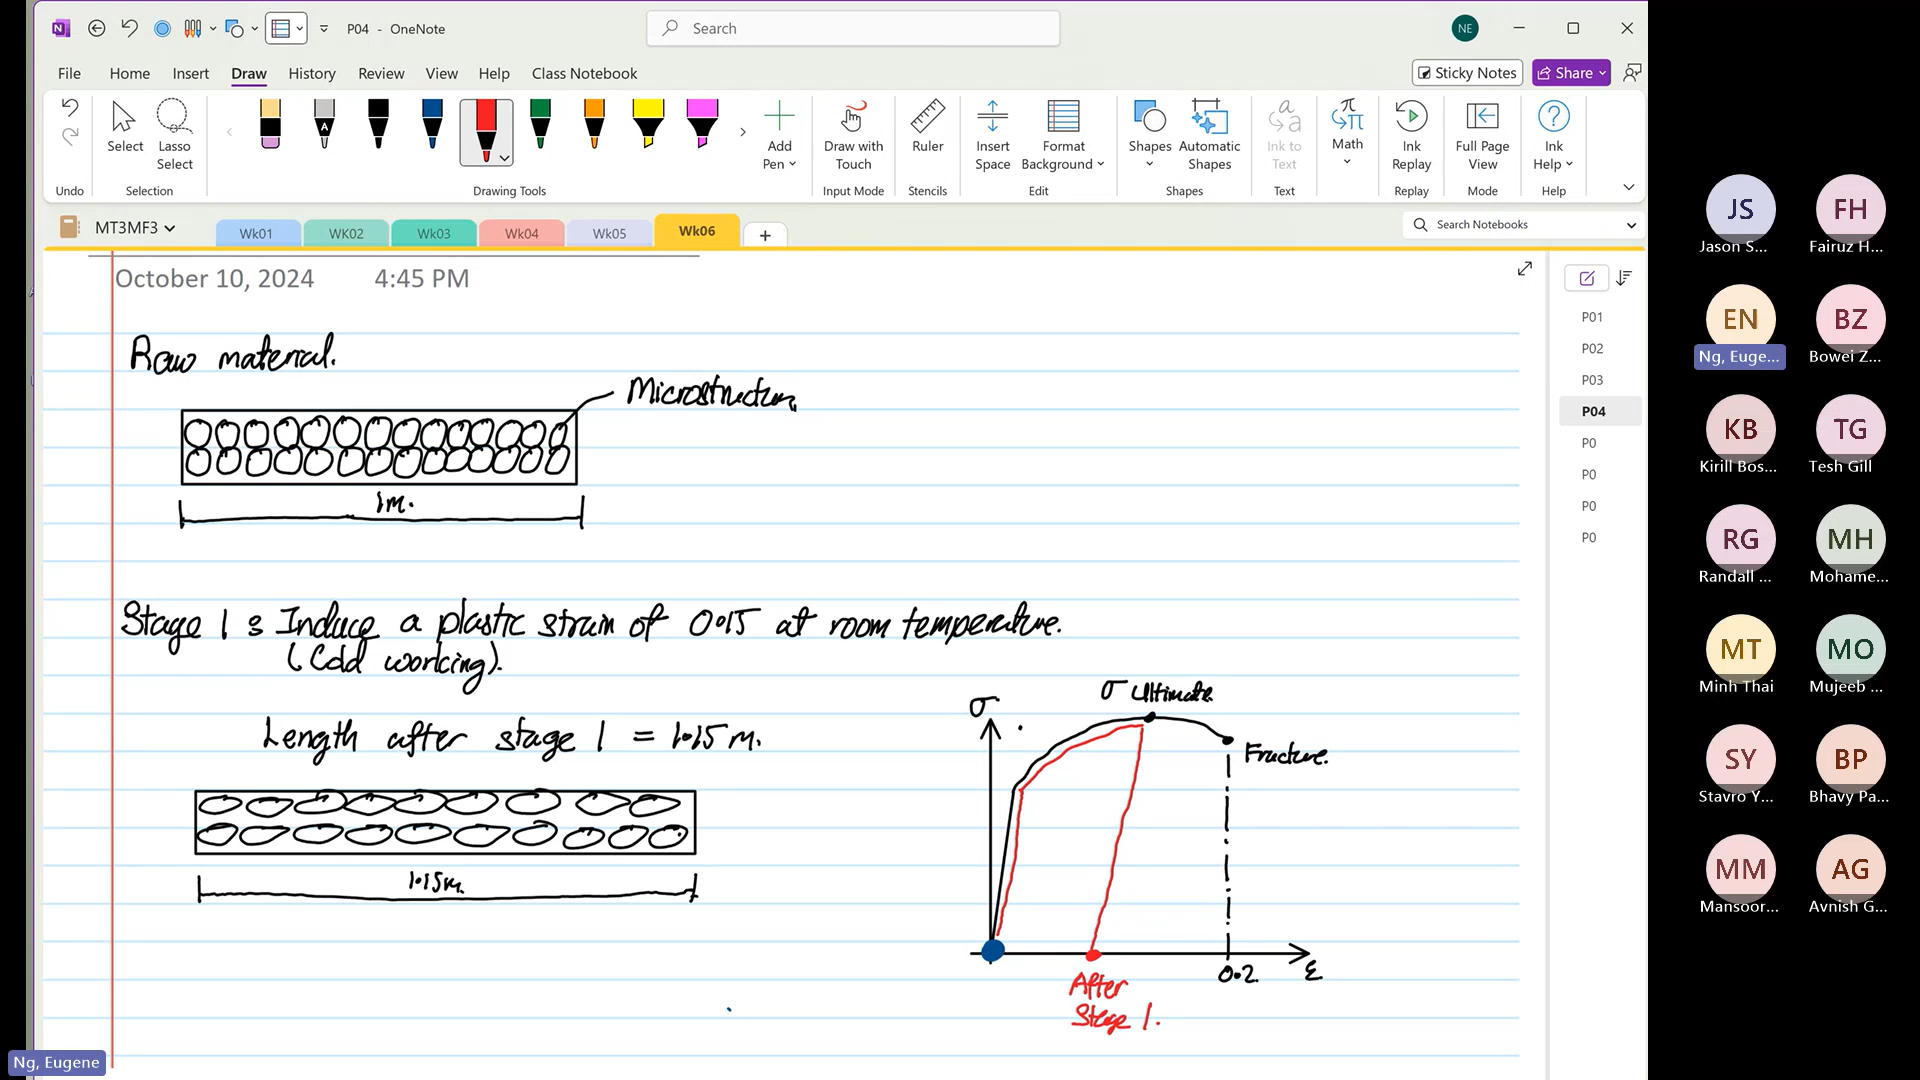 P04 - OneNote
Search
NE
File Home Insert Draw History Review View Help Class Notebook
Sticky Notes Share
Undo
Select
Lasso Select
Selection
A
Drawing Tools
Add Pen
Draw with Touch
Input Mode
Ruler
Stencils
Insert Space
Format Background
Edit
Shapes
Automatic Shapes
Shapes
Ink to Text
Text
Math
Ink Replay
Replay
Full Page View
Mode
Ink Help
Help
MT3MF3
Wk01 WK02 Wk03 Wk04 Wk05 Wk06
Search Notebooks
October 10, 2024 4:45 PM
Raw material.
Microstructure
1m.
Stage 1 : Induce a plastic strain of 0.15 at room temperature.
(Cold working).
Length after stage 1 = 1.15m.
1.15m.
σ
σ Ultimate
Fracture.
0.2
ε
After
Stage 1.
P01
P02
P03
P04
P0
P0
P0
P0
JS
Jason S...
FH
Fairuz H...
EN
Ng, Euge...
BZ
Bowei Z...
KB
Kirill Bos...
TG
Tesh Gill
RG
Randall ...
MH
Mohame...
MT
Minh Thai
MO
Mujeeb ...
SY
Stavro Y...
BP
Bhavy Pa...
MM
Mansoor...
AG
Avnish G...
Ng, Eugene